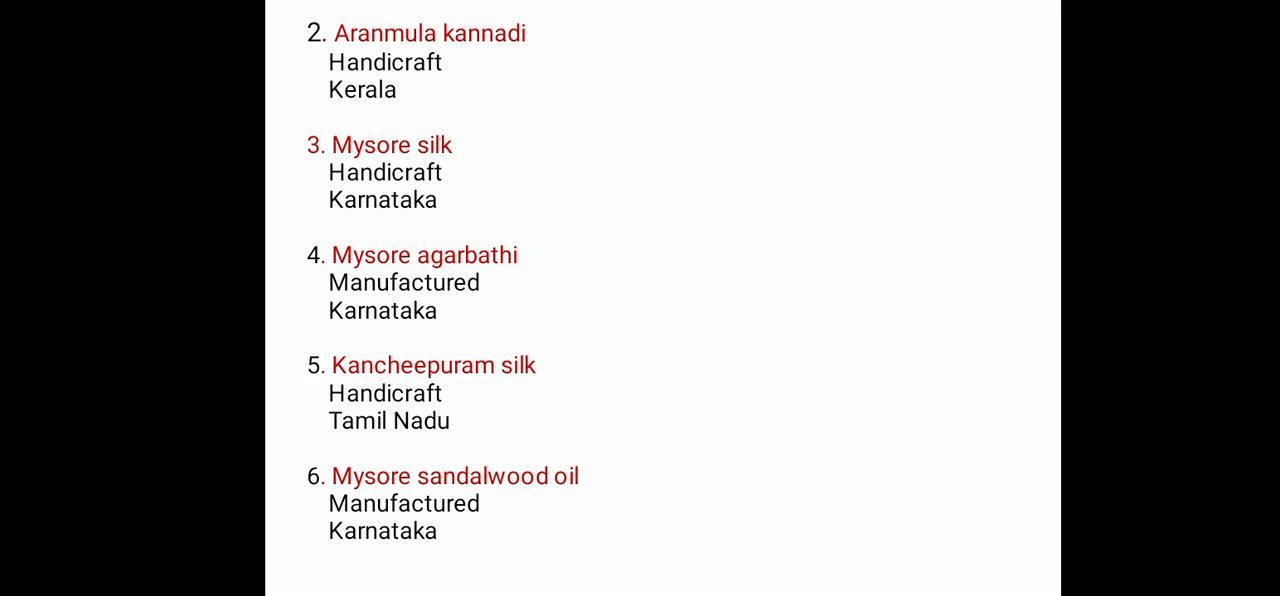 2. Aranmula kannadi
Handicraft
Kerala
3. Mysore silk
Handicraft
Karnataka
4. Mysore agarbathi
Manufactured
Karnataka
5. Kancheepuram silk
Handicraft
Tamil Nadu
6. Mysore sandalwood oil
Manufactured
Karnataka